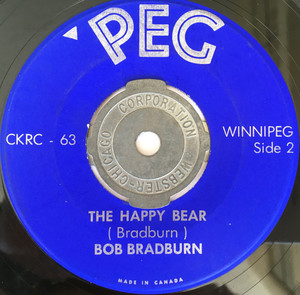 PEG
CKRC - 63
WINNIPEG
Side 2
WEBSTER-CHICAGO CORPORATION
THE HAPPY BEAR
( Bradburn )
BOB BRADBURN
MADE IN CANADA